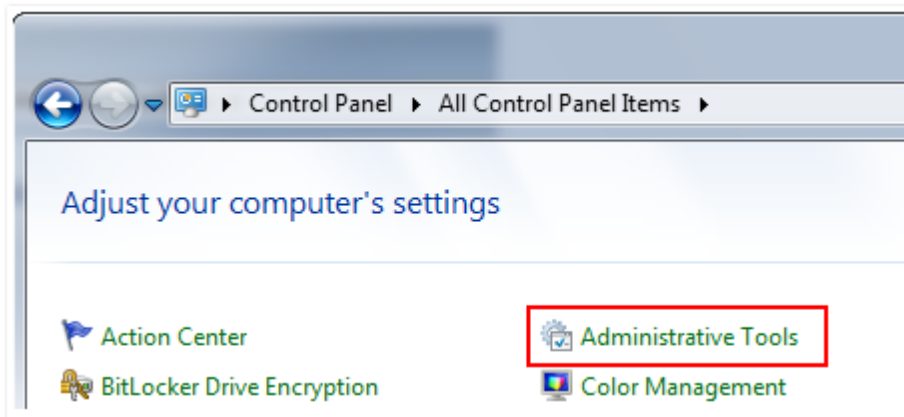 Control Panel All Control Panel Items
Adjust your computer's settings
Action Center Administrative Tools
BitLocker Drive Encryption Color Management